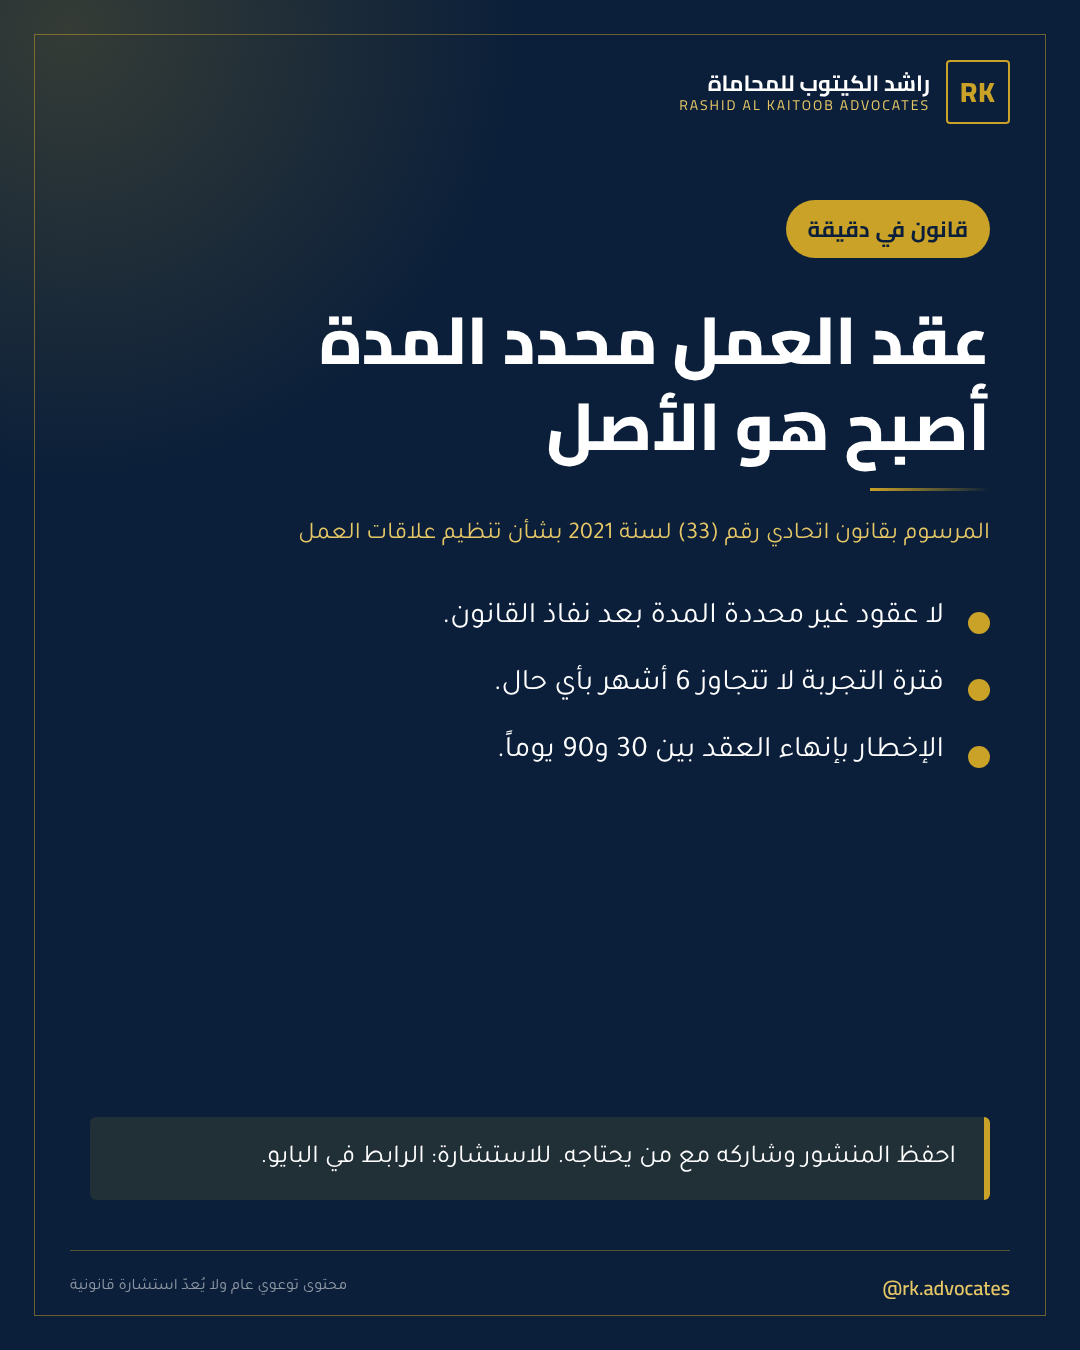 راشد الكيتوب للمحاماة
RASHID AL KAITOOB ADVOCATES
RK
قانون في دقيقة
عقد العمل محدد المدة
أصبح هو الأصل
المرسوم بقانون اتحادي رقم (33) لسنة 2021 بشأن تنظيم علاقات العمل
لا عقود غير محددة المدة بعد نفاذ القانون.
فترة التجربة لا تتجاوز 6 أشهر بأي حال.
الإخطار بإنهاء العقد بين 30 و90 يوماً.
احفظ المنشور وشاركه مع من يحتاجه. للاستشارة: الرابط في البايو.
@rk.advocates
محتوى توعوي عام ولا يُعدّ استشارة قانونية